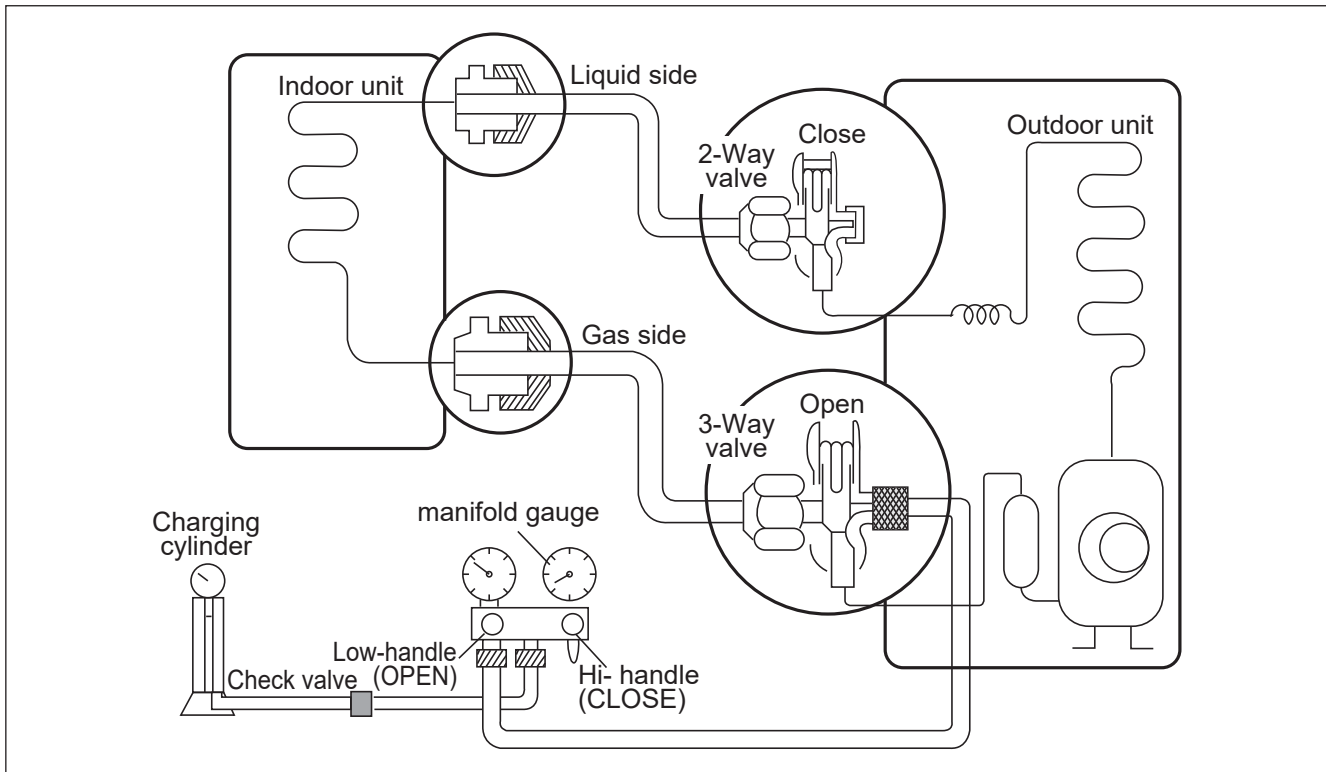 Indoor unit
Liquid side
2-Way
valve
Close
Outdoor unit
Gas side
3-Way
valve
Open
Charging
cylinder
manifold gauge
Low-handle
(OPEN)
Hi- handle
(CLOSE)
Check valve